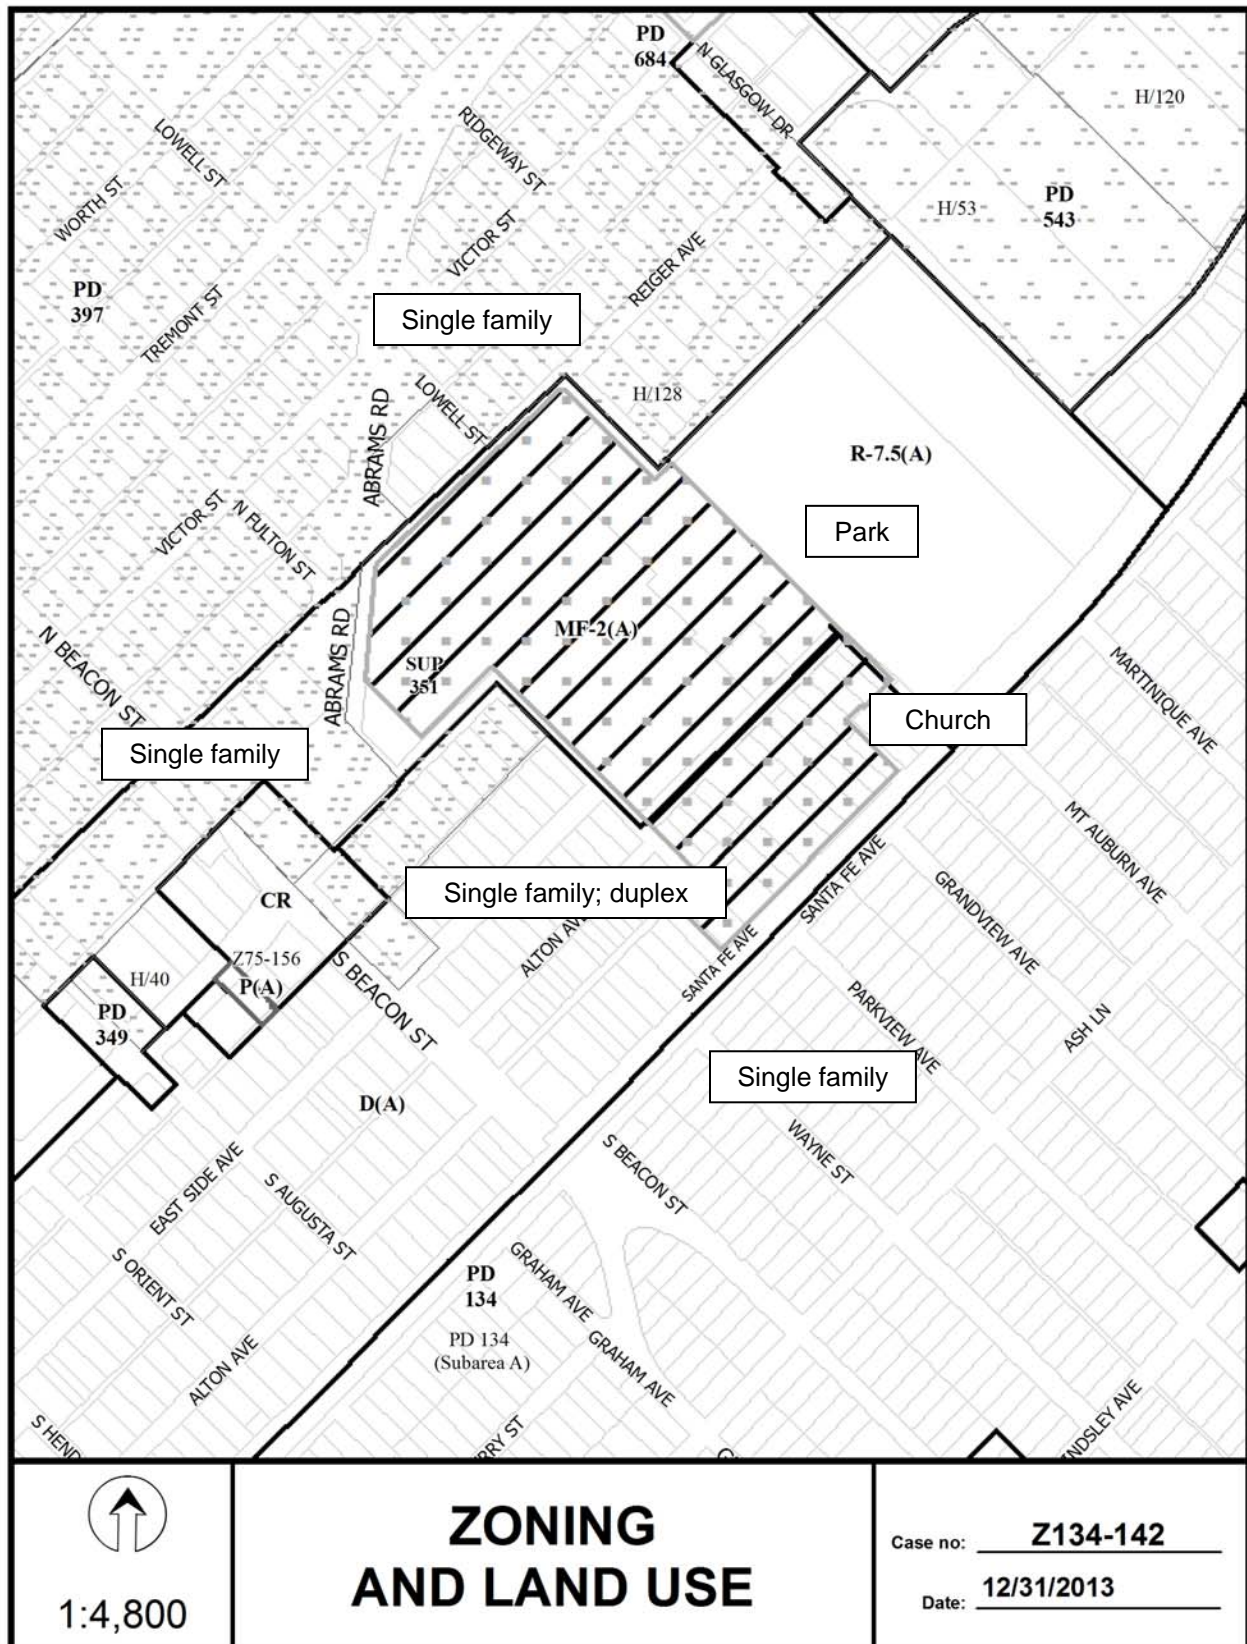 PD
684
N GLASGOW DR
H/120
LOWELL ST
RIDGEWAY ST
WORTH ST
PD
543
H/53
VICTOR ST
REIGER AVE
PD
397
TREMONT ST
Single family
H/128
LOWELL ST
ABRAMS RD
R-7.5(A)
Park
VICTOR ST
N FULTON ST
MF-2(A)
N BEACON ST
ABRAMS RD
SUP
351
MARTINIQUE AVE
Church
Single family
MT AUBURN AVE
SANTA FE AVE
GRANDVIEW AVE
Single family; duplex
CR
ALTON AVE
SANTA FE AVE
Z75-156
H/40
P(A)
S BEACON ST
PD
349
PARKVIEW AVE
ASH LN
Single family
D(A)
WAYNE ST
S BEACON ST
EAST SIDE AVE
S AUGUSTA ST
S ORIENT ST
GRAHAM AVE
PD
134
PD 134
(Subarea A)
GRAHAM AVE
ALTON AVE
S HEND
RRY ST
INDSLEY AVE
1:4,800
ZONING
AND LAND USE
Case no: Z134-142
Date: 12/31/2013